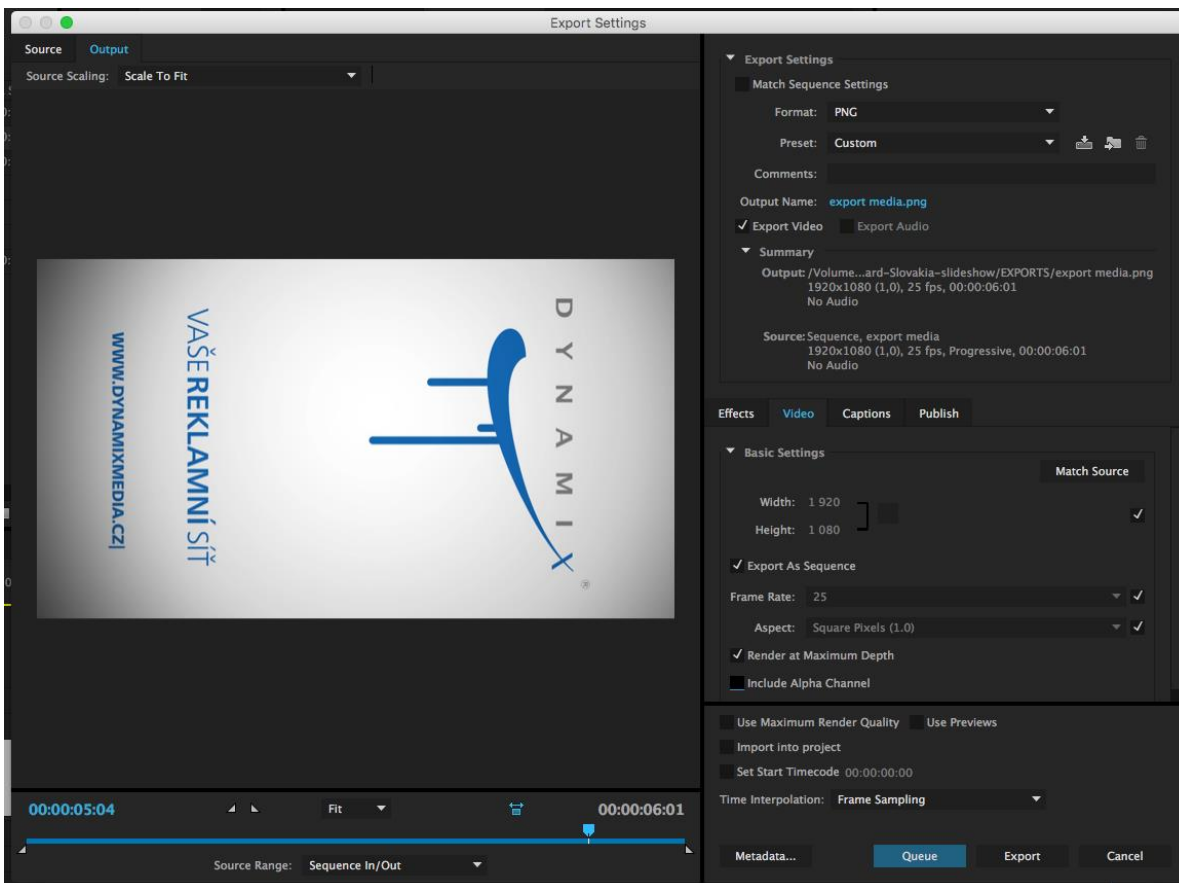 Export Settings
Source Output
Source Scaling: Scale To Fit
DYNAMIX
®
VAŠE REKLAMNÍ SÍŤ
WWW.DYNAMIXMEDIA.CZ|
00:00:05:04 Fit 00:00:06:01
Source Range: Sequence In/Out
Export Settings
Match Sequence Settings
Format: PNG
Preset: Custom
Comments:
Output Name: export media.png
Export Video Export Audio
Summary
Output: /Volume...ard-Slovakia-slideshow/EXPORTS/export media.png
1920x1080 (1,0), 25 fps, 00:00:06:01
No Audio
Source: Sequence, export media
1920x1080 (1,0), 25 fps, Progressive, 00:00:06:01
No Audio
Effects Video Captions Publish
Basic Settings
Match Source
Width: 1 920
Height: 1 080
Export As Sequence
Frame Rate: 25
Aspect: Square Pixels (1.0)
Render at Maximum Depth
Include Alpha Channel
Use Maximum Render Quality Use Previews
Import into project
Set Start Timecode 00:00:00:00
Time Interpolation: Frame Sampling
Metadata... Queue Export Cancel